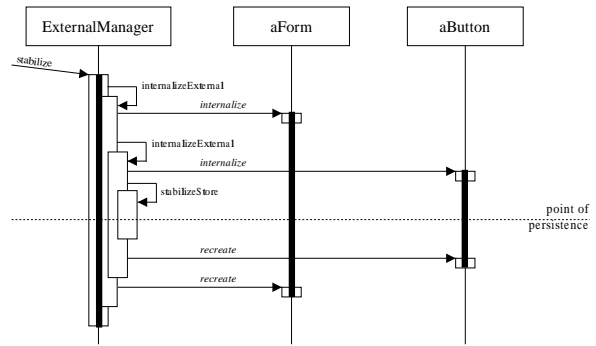 ExternalManager aForm aButton
stabilize
internalizeExternal
internalize
internalizeExternal
internalize
stabilizeStore
point of
persistence
recreate
recreate